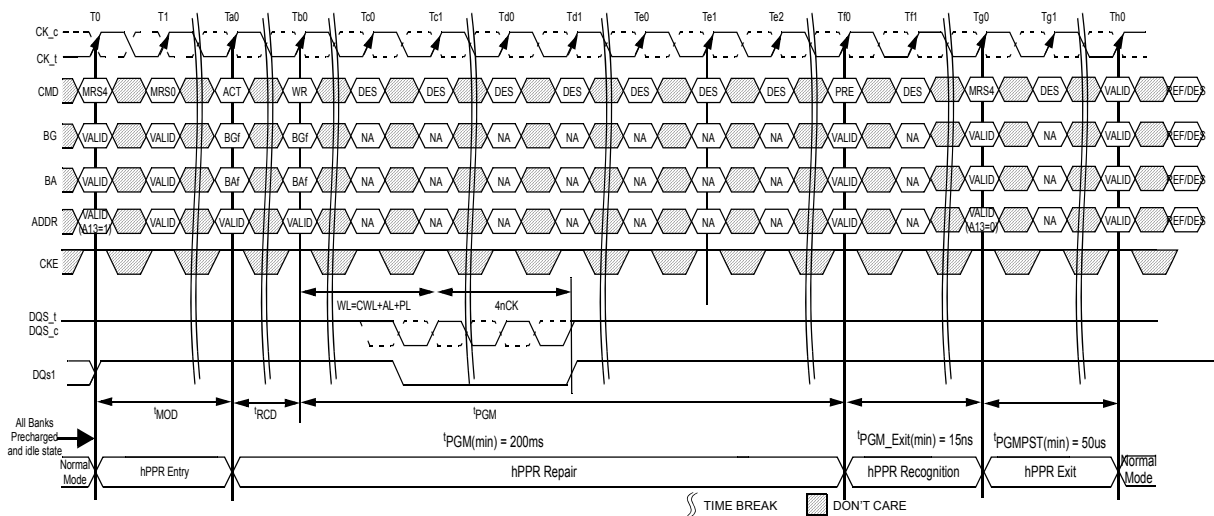 T0 T1 Ta0 Tb0 Tc0 Tc1 Td0 Td1 Te0 Te1 Te2 Tf0 Tf1 Tg0 Tg1 Th0
CK_c
CK_t
CMD MRS4 MRS0 ACT WR DES DES DES DES DES DES DES PRE DES MRS4 DES VALID REF/DES
BG VALID VALID BGf BGf NA NA NA NA NA NA NA VALID NA VALID NA VALID REF/DES
BA VALID VALID BAf BAf NA NA NA NA NA NA NA VALID NA VALID NA VALID REF/DES
ADDR VALID (A13=1) VALID VALID VALID NA NA NA NA NA NA NA VALID NA VALID (A13=0) NA VALID REF/DES
CKE
WL=CWL+AL+PL 4nCK
DQS_t
DQS_c
DQs1
tMOD tRCD tPGM
All Banks
Precharged
and idle state
tPGM(min) = 200ms tPGM_Exit(min) = 15ns tPGMPST(min) = 50us
Normal Mode hPPR Entry hPPR Repair hPPR Recognition hPPR Exit Normal Mode
TIME BREAK DON'T CARE